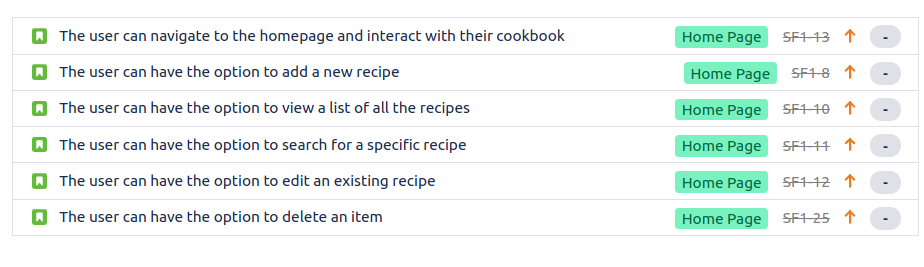 The user can navigate to the homepage and interact with their cookbook Home Page SF1-13 -
The user can have the option to add a new recipe Home Page SF1-8 -
The user can have the option to view a list of all the recipes Home Page SF1-10 -
The user can have the option to search for a specific recipe Home Page SF1-11 -
The user can have the option to edit an existing recipe Home Page SF1-12 -
The user can have the option to delete an item Home Page SF1-25 -